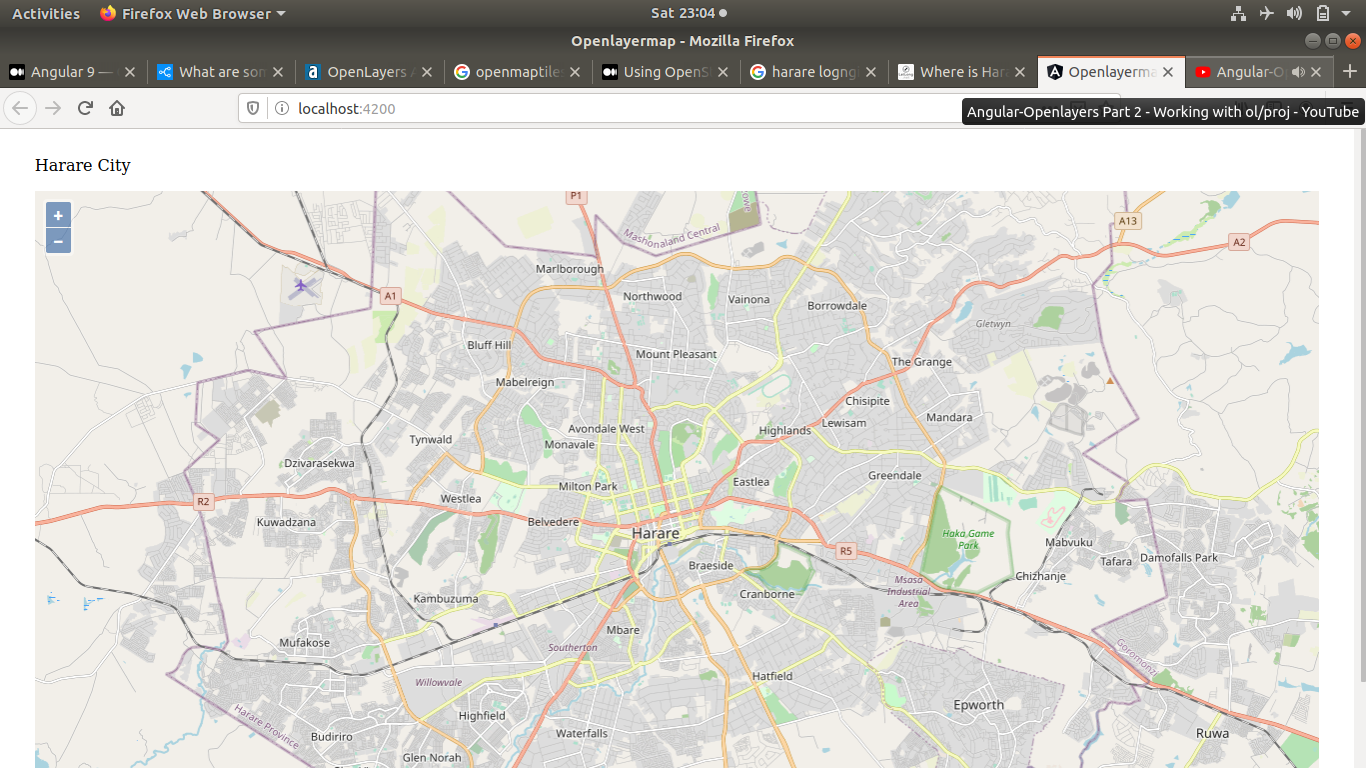 Activities Firefox Web Browser Sat 23:04
Openlayermap - Mozilla Firefox
Angular 9 — What are son OpenLayers openmaptile Using OpenS harare logng Where is Har Openlayerma Angular-O
localhost:4200
Angular-Openlayers Part 2 - Working with ol/proj - YouTube
Harare City
+
−
P1
Mashonaland Central
A13
A2
Marlborough
A1
Northwood
Vainona
Borrowdale
Gletwyn
Bluff Hill
Mount Pleasant
The Grange
Mabelreign
Chisipite
Avondale West
Highlands
Lewisam
Mandara
Tynwald
Monavale
Dzivarasekwa
Milton Park
Eastlea
Greendale
R2
Westlea
Kuwadzana
Belvedere
Harare
Haka Game
Park
Mabvuku
R5
Braeside
Tafara
Damofalls Park
Msasa
Industrial
Area
Chizhanje
Kambuzuma
Cranborne
Mufakose
Mbare
Southerton
Goromonzi
Willowvale
Hatfield
Harare Province
Highfield
Epworth
Budiriro
Waterfalls
Ruwa
Glen Norah